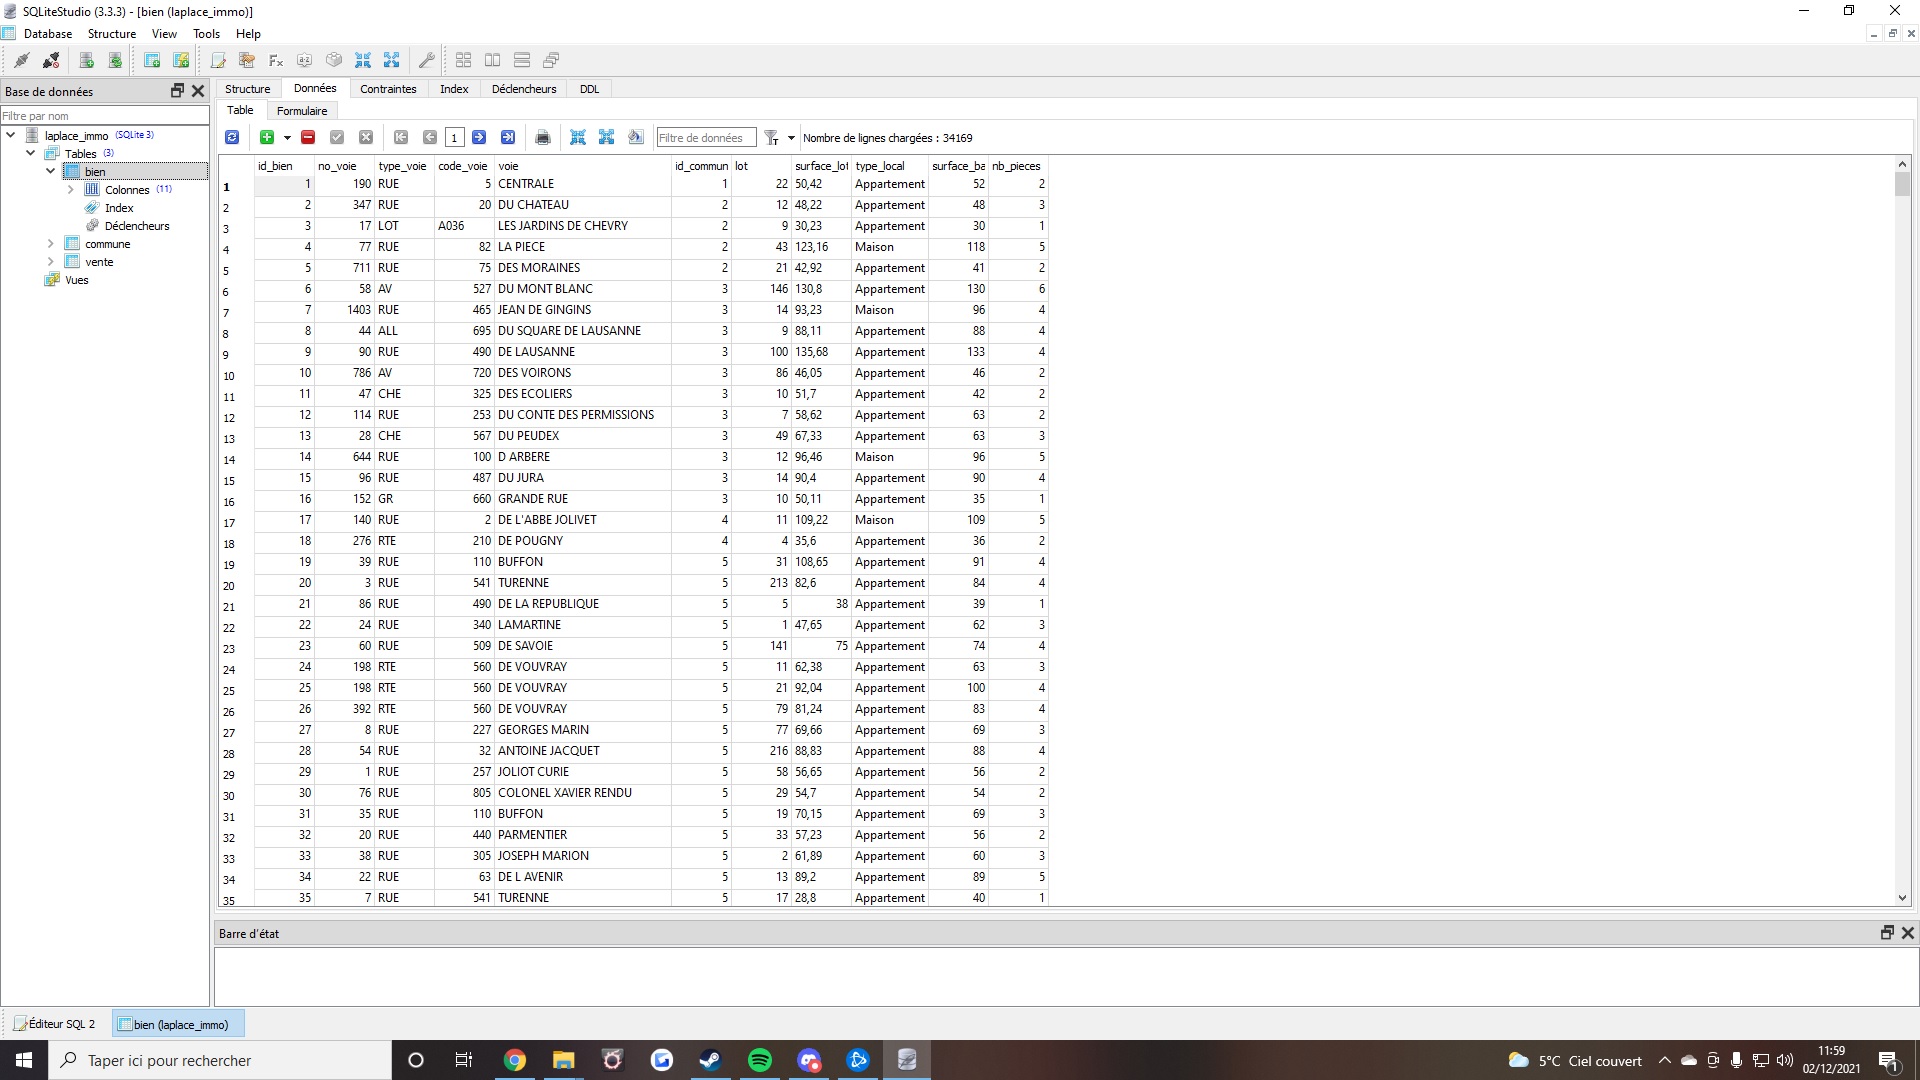 SQLiteStudio (3.3.3) - [bien (laplace_immo)]
Database Structure View Tools Help
Base de données
Filtre par nom
laplace_immo (SQLite 3)
Tables (3)
bien
Colonnes (11)
Index
Déclencheurs
commune
vente
Vues
Structure Données Contraintes Index Déclencheurs DDL
Table Formulaire
1 Filtre de données Nombre de lignes chargées : 34169
id_bien no_voie type_voie code_voie voie id_commun lot surface_lot type_local surface_ba nb_pieces
1 1 190 RUE 5 CENTRALE 1 22 50,42 Appartement 52 2
2 2 347 RUE 20 DU CHATEAU 2 12 48,22 Appartement 48 3
3 3 17 LOT A036 LES JARDINS DE CHEVRY 2 9 30,23 Appartement 30 1
4 4 77 RUE 82 LA PIECE 2 43 123,16 Maison 118 5
5 5 711 RUE 75 DES MORAINES 2 21 42,92 Appartement 41 2
6 6 58 AV 527 DU MONT BLANC 3 146 130,8 Appartement 130 6
7 7 1403 RUE 465 JEAN DE GINGINS 3 14 93,23 Maison 96 4
8 8 44 ALL 695 DU SQUARE DE LAUSANNE 3 9 88,11 Appartement 88 4
9 9 90 RUE 490 DE LAUSANNE 3 100 135,68 Appartement 133 4
10 10 786 AV 720 DES VOIRONS 3 86 46,05 Appartement 46 2
11 11 47 CHE 325 DES ECOLIERS 3 10 51,7 Appartement 42 2
12 12 114 RUE 253 DU CONTE DES PERMISSIONS 3 7 58,62 Appartement 63 2
13 13 28 CHE 567 DU PEUDEX 3 49 67,33 Appartement 63 3
14 14 644 RUE 100 D ARBERE 3 12 96,46 Maison 96 5
15 15 96 RUE 487 DU JURA 3 14 90,4 Appartement 90 4
16 16 152 GR 660 GRANDE RUE 3 10 50,11 Appartement 35 1
17 17 140 RUE 2 DE L'ABBE JOLIVET 4 11 109,22 Maison 109 5
18 18 276 RTE 210 DE POUGNY 4 4 35,6 Appartement 36 2
19 19 39 RUE 110 BUFFON 5 31 108,65 Appartement 91 4
20 20 3 RUE 541 TURENNE 5 213 82,6 Appartement 84 4
21 21 86 RUE 490 DE LA REPUBLIQUE 5 5 38 Appartement 39 1
22 22 24 RUE 340 LAMARTINE 5 1 47,65 Appartement 62 3
23 23 60 RUE 509 DE SAVOIE 5 141 75 Appartement 74 4
24 24 198 RTE 560 DE VOUVRAY 5 11 62,38 Appartement 63 3
25 25 198 RTE 560 DE VOUVRAY 5 21 92,04 Appartement 100 4
26 26 392 RTE 560 DE VOUVRAY 5 79 81,24 Appartement 83 4
27 27 8 RUE 227 GEORGES MARIN 5 77 69,66 Appartement 69 3
28 28 54 RUE 32 ANTOINE JACQUET 5 216 88,83 Appartement 88 4
29 29 1 RUE 257 JOLIOT CURIE 5 58 56,65 Appartement 56 2
30 30 76 RUE 805 COLONEL XAVIER RENDU 5 29 54,7 Appartement 54 2
31 31 35 RUE 110 BUFFON 5 19 70,15 Appartement 69 3
32 32 20 RUE 440 PARMENTIER 5 33 57,23 Appartement 56 2
33 33 38 RUE 305 JOSEPH MARION 5 2 61,89 Appartement 60 3
34 34 22 RUE 63 DE L AVENIR 5 13 89,2 Appartement 89 5
35 35 7 RUE 541 TURENNE 5 17 28,8 Appartement 40 1
Barre d'état
Éditeur SQL 2 bien (laplace_immo)
Taper ici pour rechercher
5°C Ciel couvert
11:59
02/12/2021
1